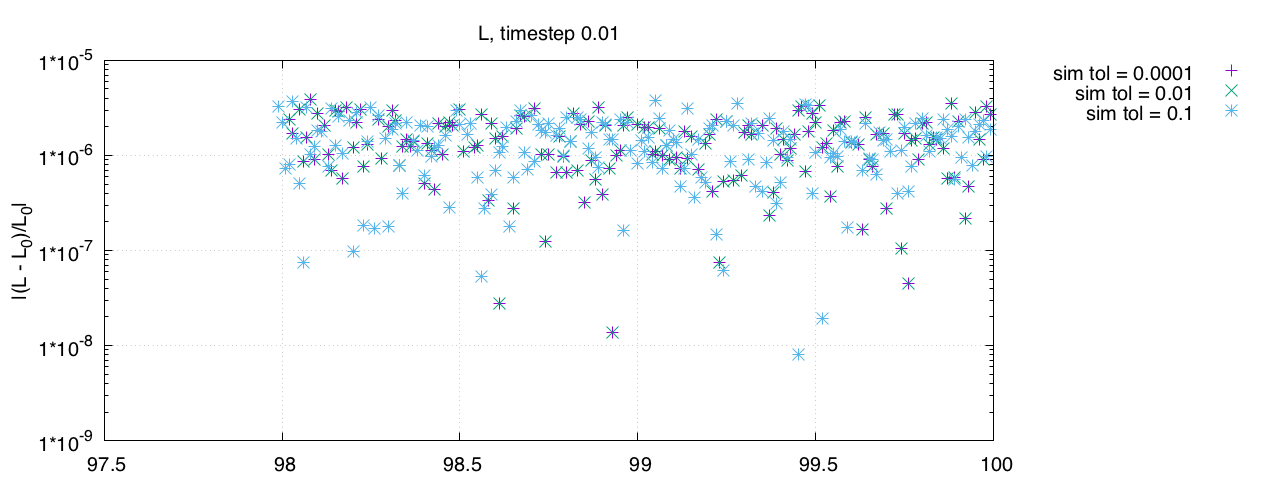 L, timestep 0.01
1*10^-5
1*10^-6
1*10^-7
1*10^-8
1*10^-9
|(L - L_0)/L_0|
97.5 98 98.5 99 99.5 100
sim tol = 0.0001
sim tol = 0.01
sim tol = 0.1